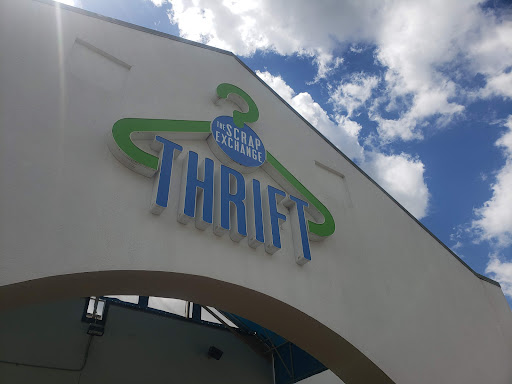 THE SCRAP
EXCHANGE
THRIFT